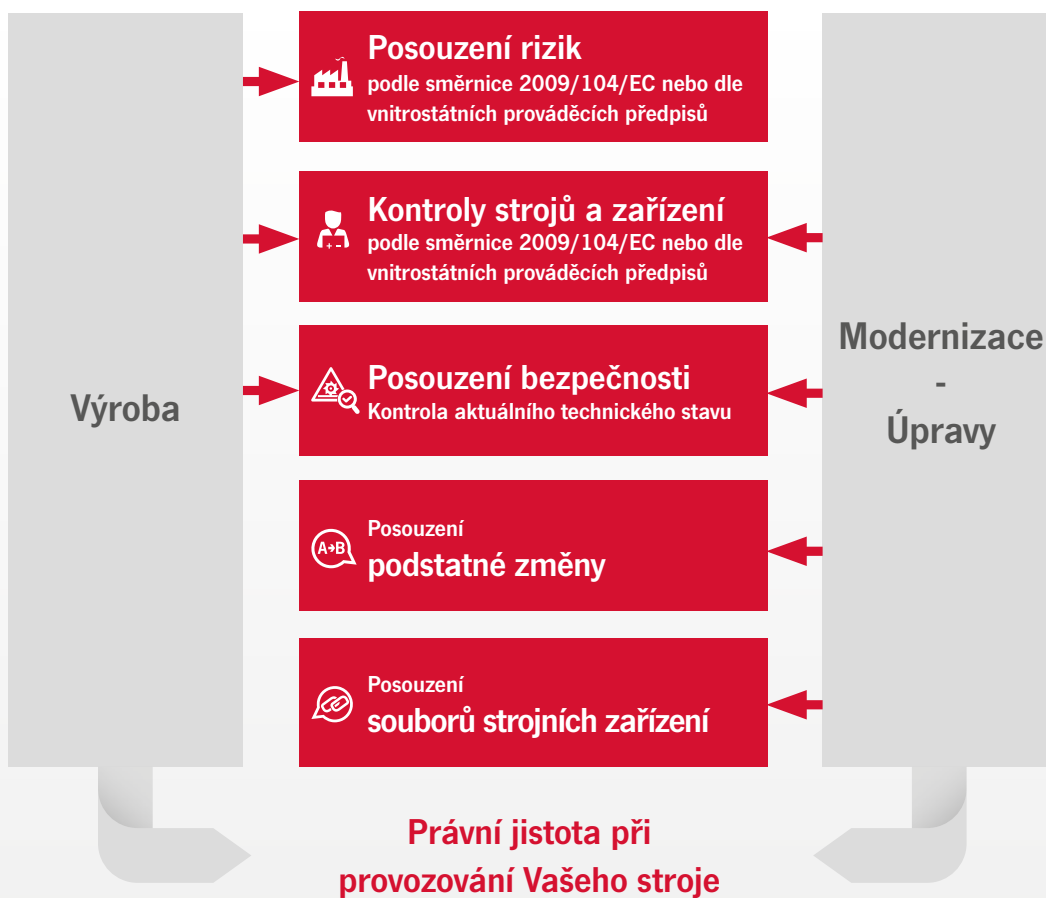 Výroba
Posouzení rizik
podle směrnice 2009/104/EC nebo dle
vnitrostátních prováděcích předpisů
Kontroly strojů a zařízení
podle směrnice 2009/104/EC nebo dle
vnitrostátních prováděcích předpisů
Posouzení bezpečnosti
Kontrola aktuálního technického stavu
A→B
Posouzení
podstatné změny
Posouzení
souborů strojních zařízení
Modernizace
-
Úpravy
Právní jistota při
provozování Vašeho stroje